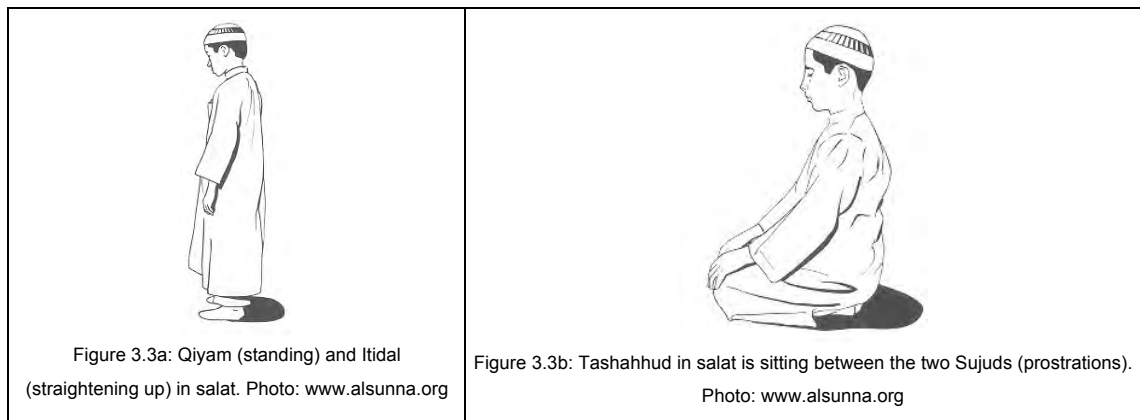 Figure 3.3a: Qiyam (standing) and Itidal
(straightening up) in salat. Photo: www.alsunna.org
Figure 3.3b: Tashahhud in salat is sitting between the two Sujuds (prostrations).
Photo: www.alsunna.org